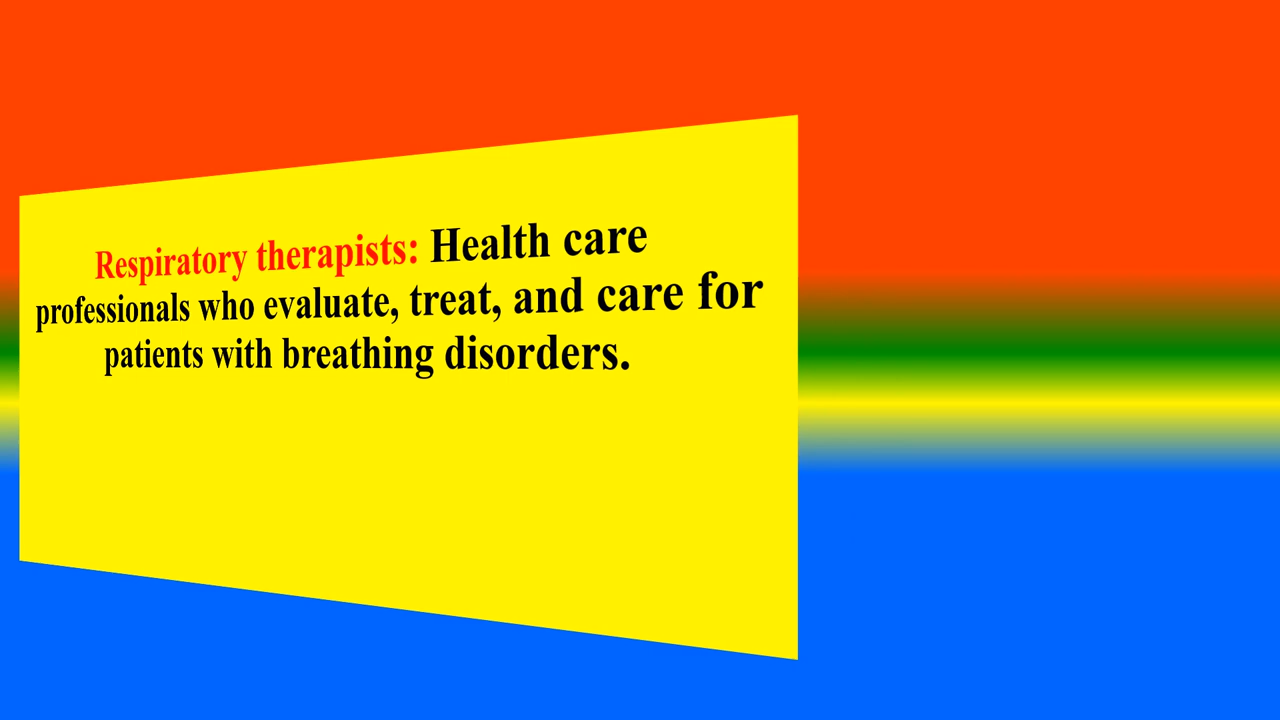 Respiratory therapists: Health care
professionals who evaluate, treat, and care for
patients with breathing disorders.